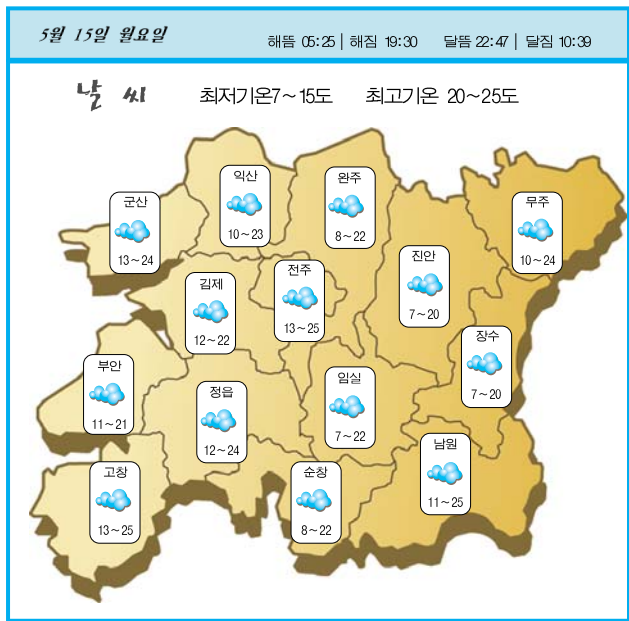 5월 15일 월요일
해뜸 05:25 | 해짐 19:30 달뜸 22:47 | 달짐 10:39
날 씨 최저기온7~15도 최고기온 20~25도
군산
13~24
익산
10~23
완주
8~22
무주
10~24
김제
12~22
전주
13~25
진안
7~20
장수
7~20
부안
11~21
정읍
12~24
임실
7~22
남원
11~25
고창
13~25
순창
8~22